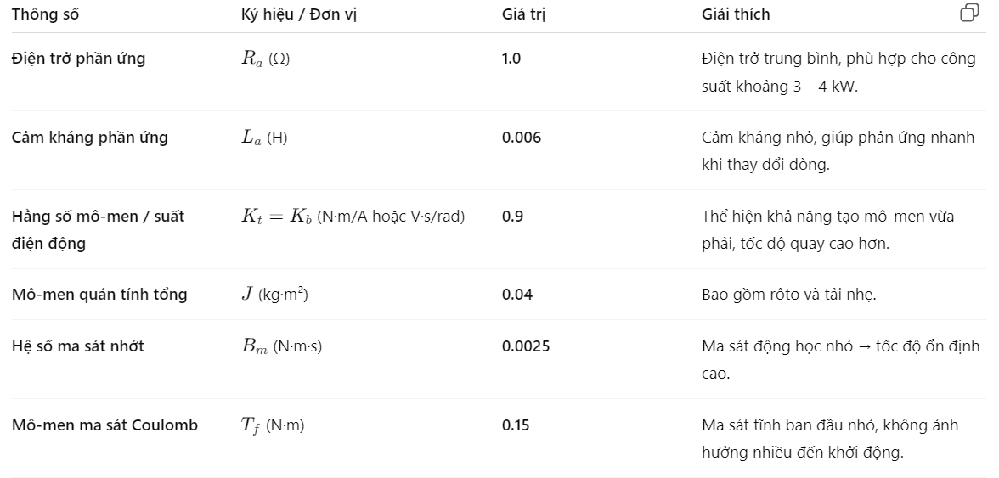 Thông số Ký hiệu / Đơn vị Giá trị Giải thích
Điện trở phần ứng R_a (Ω) 1.0 Điện trở trung bình, phù hợp cho công
suất khoảng 3 – 4 kW.
Cảm kháng phần ứng L_a (H) 0.006 Cảm kháng nhỏ, giúp phản ứng nhanh
khi thay đổi dòng.
Hằng số mô-men / suất K_t = K_b (N·m/A hoặc V·s/rad) 0.9 Thể hiện khả năng tạo mô-men vừa
điện động phải, tốc độ quay cao hơn.
Mô-men quán tính tổng J (kg·m²) 0.04 Bao gồm rôto và tải nhẹ.
Hệ số ma sát nhớt B_m (N·m·s) 0.0025 Ma sát động học nhỏ → tốc độ ổn định
cao.
Mô-men ma sát Coulomb T_f (N·m) 0.15 Ma sát tĩnh ban đầu nhỏ, không ảnh
hưởng nhiều đến khởi động.